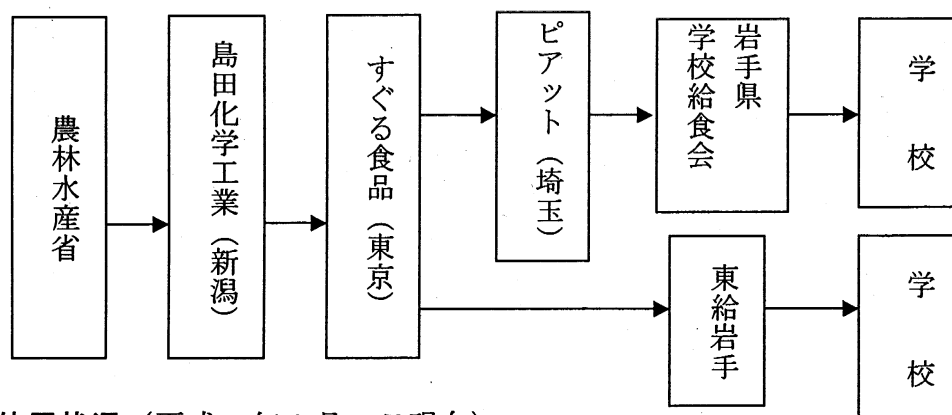 農林水産省
島田化学工業（新潟）
すぐる食品（東京）
ピアット（埼玉）
岩手県
学校給食会
学校
東給岩手
学校